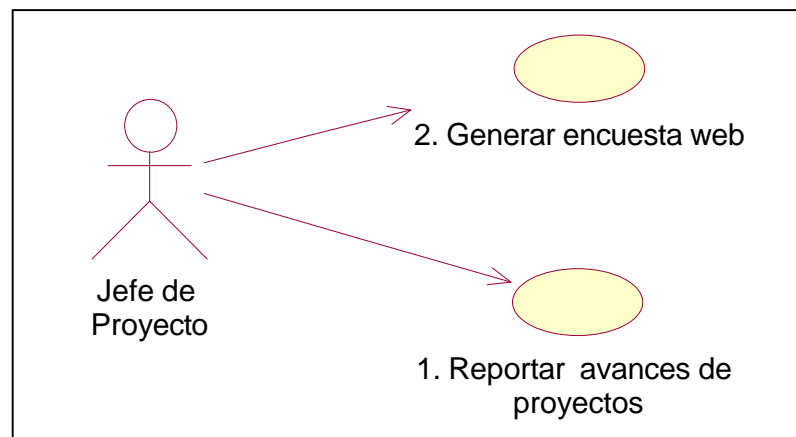 2. Generar encuesta web
Jefe de
Proyecto
1. Reportar avances de
proyectos